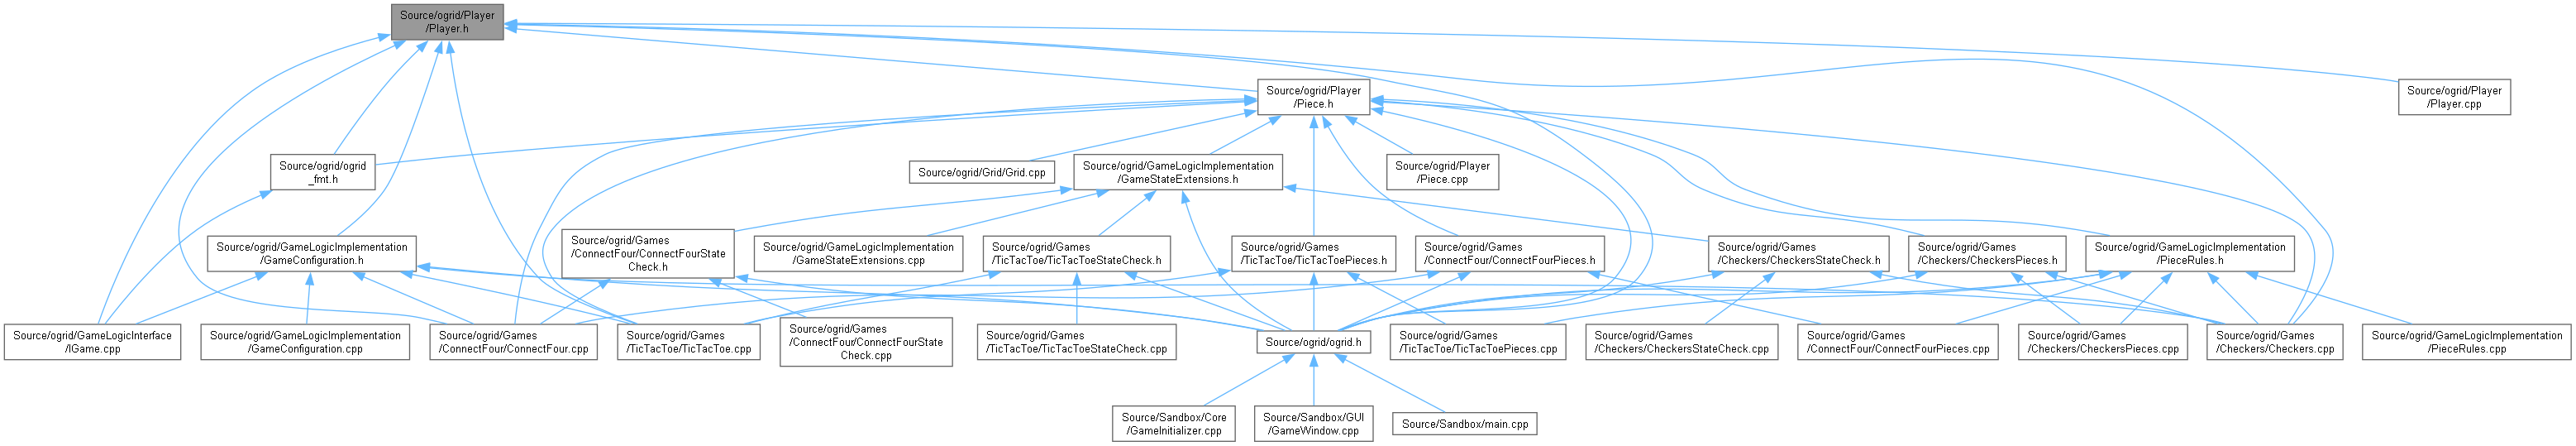 Source/ogrid/Player
/Player.h
Source/ogrid/Player
/Piece.h
Source/ogrid/Player
/Player.cpp
Source/ogrid/ogrid
_fmt.h
Source/ogrid/Grid/Grid.cpp
Source/ogrid/GameLogicImplementation
/GameStateExtensions.h
Source/ogrid/Player
/Piece.cpp
Source/ogrid/GameLogicImplementation
/GameConfiguration.h
Source/ogrid/Games
/ConnectFour/ConnectFourState
Check.h
Source/ogrid/GameLogicImplementation
/GameStateExtensions.cpp
Source/ogrid/Games
/TicTacToe/TicTacToeStateCheck.h
Source/ogrid/Games
/TicTacToe/TicTacToePieces.h
Source/ogrid/Games
/ConnectFour/ConnectFourPieces.h
Source/ogrid/Games
/Checkers/CheckersStateCheck.h
Source/ogrid/Games
/Checkers/CheckersPieces.h
Source/ogrid/GameLogicImplementation
/PieceRules.h
Source/ogrid/GameLogicInterface
/IGame.cpp
Source/ogrid/GameLogicImplementation
/GameConfiguration.cpp
Source/ogrid/Games
/ConnectFour/ConnectFour.cpp
Source/ogrid/Games
/TicTacToe/TicTacToe.cpp
Source/ogrid/Games
/ConnectFour/ConnectFourState
Check.cpp
Source/ogrid/Games
/TicTacToe/TicTacToeStateCheck.cpp
Source/ogrid/ogrid.h
Source/ogrid/Games
/TicTacToe/TicTacToePieces.cpp
Source/ogrid/Games
/Checkers/CheckersStateCheck.cpp
Source/ogrid/Games
/ConnectFour/ConnectFourPieces.cpp
Source/ogrid/Games
/Checkers/CheckersPieces.cpp
Source/ogrid/Games
/Checkers/Checkers.cpp
Source/ogrid/GameLogicImplementation
/PieceRules.cpp
Source/Sandbox/Core
/GameInitializer.cpp
Source/Sandbox/GUI
/GameWindow.cpp
Source/Sandbox/main.cpp